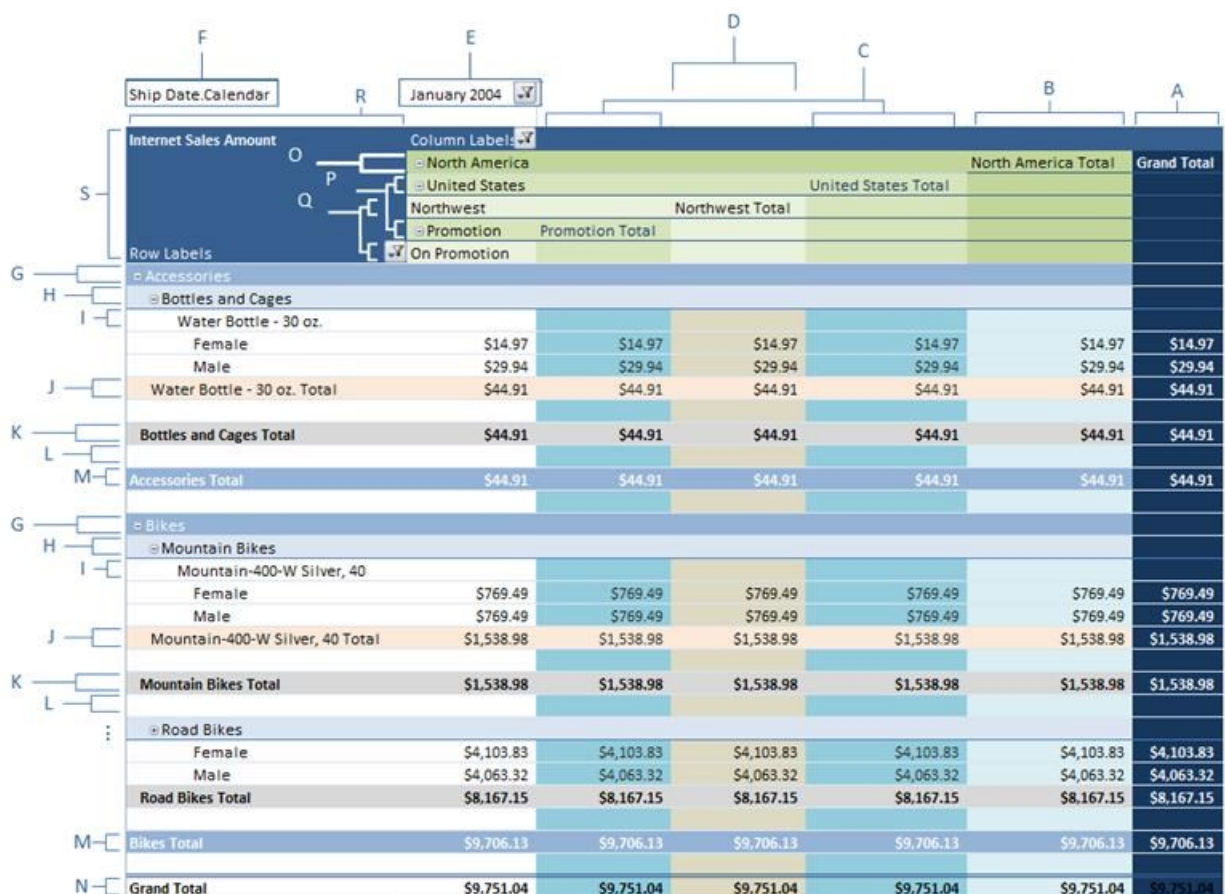 D
F E C
Ship Date.Calendar R January 2004 B A
Internet Sales Amount Column Labels
O North America North America Total Grand Total
S P United States United States Total
Q Northwest Northwest Total
Promotion Promotion Total
Row Labels On Promotion
G Accessories
H Bottles and Cages
I Water Bottle - 30 oz.
Female $14.97 $14.97 $14.97 $14.97 $14.97 $14.97
Male $29.94 $29.94 $29.94 $29.94 $29.94 $29.94
J Water Bottle - 30 oz. Total $44.91 $44.91 $44.91 $44.91 $44.91 $44.91
K Bottles and Cages Total $44.91 $44.91 $44.91 $44.91 $44.91 $44.91
L
M Accessories Total $44.91 $44.91 $44.91 $44.91 $44.91 $44.91
G Bikes
H Mountain Bikes
I Mountain-400-W Silver, 40
Female $769.49 $769.49 $769.49 $769.49 $769.49 $769.49
Male $769.49 $769.49 $769.49 $769.49 $769.49 $769.49
J Mountain-400-W Silver, 40 Total $1,538.98 $1,538.98 $1,538.98 $1,538.98 $1,538.98 $1,538.98
K Mountain Bikes Total $1,538.98 $1,538.98 $1,538.98 $1,538.98 $1,538.98 $1,538.98
L
Road Bikes
Female $4,103.83 $4,103.83 $4,103.83 $4,103.83 $4,103.83 $4,103.83
Male $4,063.32 $4,063.32 $4,063.32 $4,063.32 $4,063.32 $4,063.32
Road Bikes Total $8,167.15 $8,167.15 $8,167.15 $8,167.15 $8,167.15 $8,167.15
M Bikes Total $9,706.13 $9,706.13 $9,706.13 $9,706.13 $9,706.13 $9,706.13
N Grand Total $9,751.04 $9,751.04 $9,751.04 $9,751.04 $9,751.04 $9,751.04